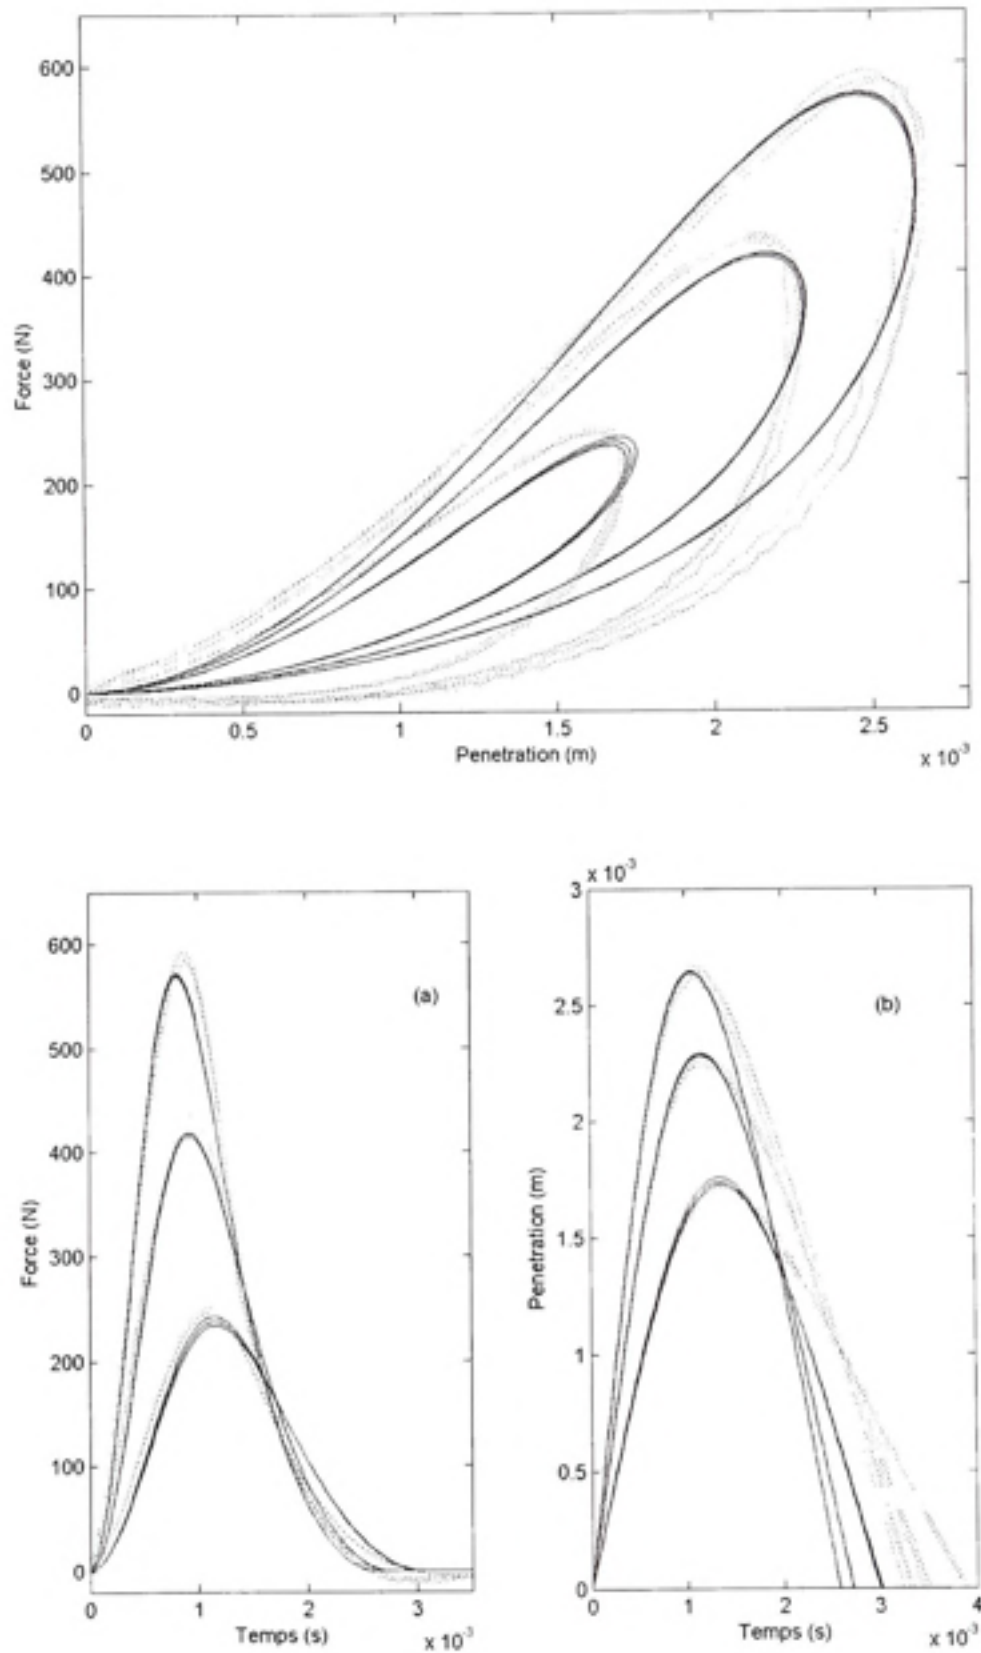 600
500
400
300
200
100
0
Force (N)
0 0.5 1 1.5 2 2.5
Penetration (m)
x 10-3
600
500
400
300
200
100
0
Force (N)
(a)
0 1 2 3
Temps (s)
x 10-3
x 10-3
3
2.5
2
1.5
1
0.5
0
Penetration (m)
(b)
0 1 2 3 4
Temps (s)
x 10-3